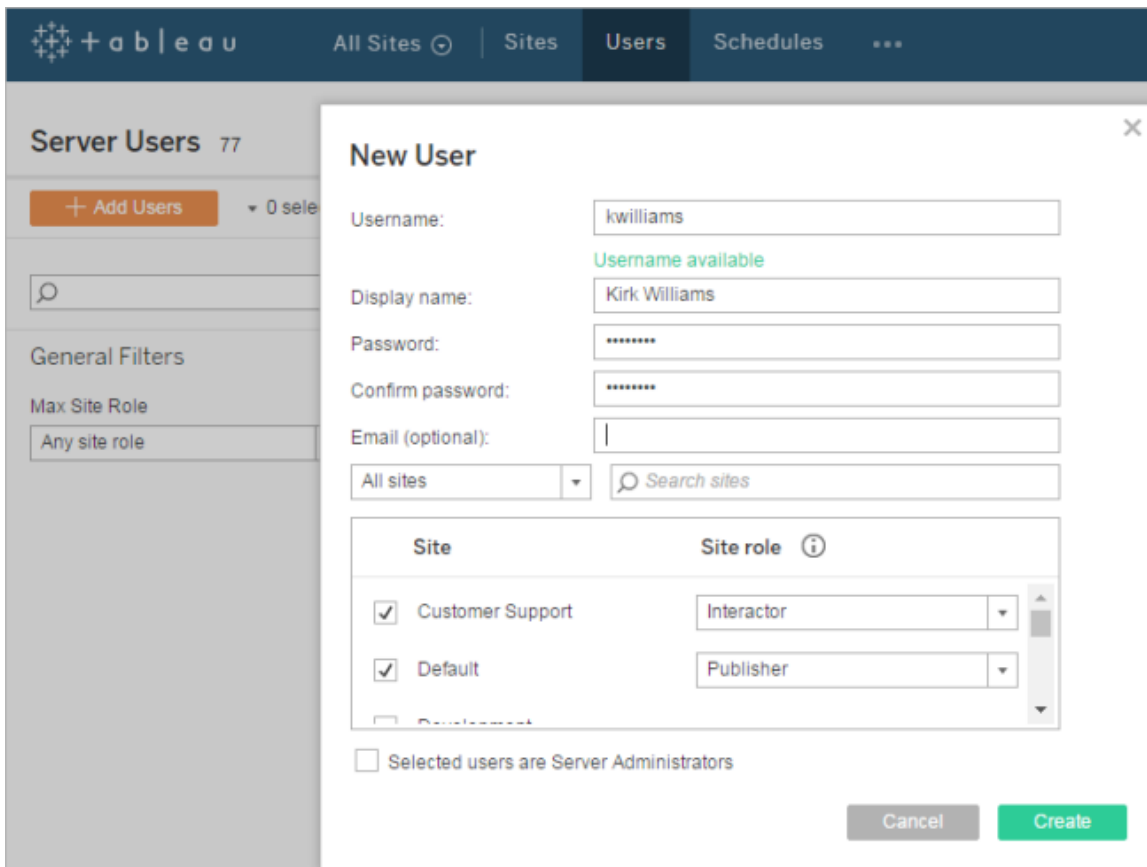 + a b l e a u
All Sites Sites Users Schedules
Server Users 77
+ Add Users
0 sele
General Filters
Max Site Role
Any site role
New User
Username: kwilliams
Username available
Display name: Kirk Williams
Password: ••••••••
Confirm password: ••••••••
Email (optional):
All sites Search sites
Site Site role
Customer Support Interactor
Default Publisher
Development
Selected users are Server Administrators
Cancel Create